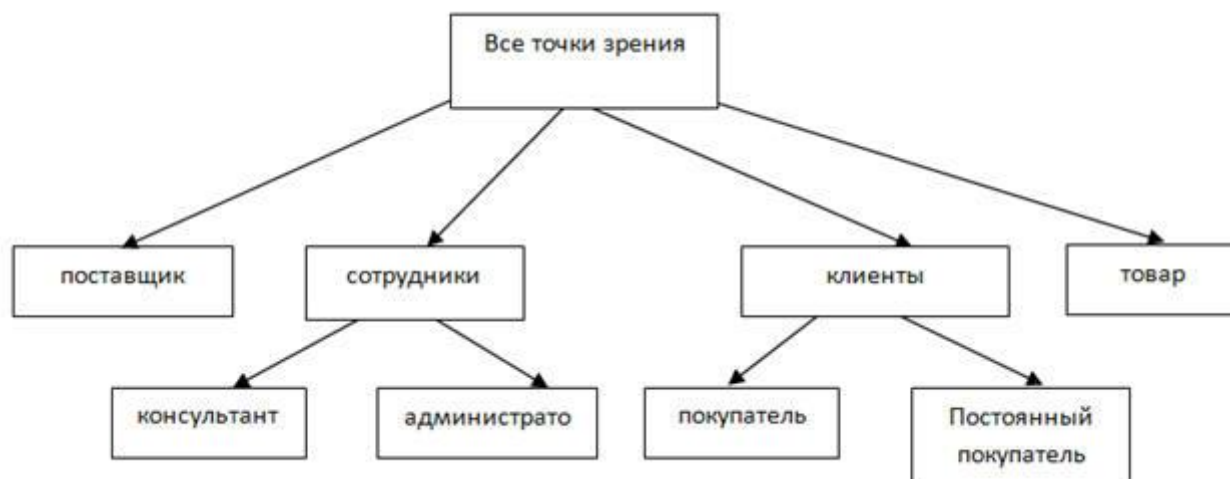 Все точки зрения
поставщик
сотрудники
клиенты
товар
консультант
администрато
покупатель
Постоянный
покупатель